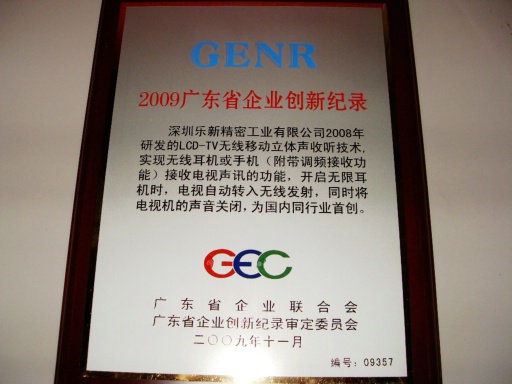 GENR
2009广东省企业创新纪录
深圳乐新精密工业有限公司2008年
研发的LCD-TV无线移动立体声收听技术,
实现无线耳机或手机（附带调频接收功
能）接收电视声讯的功能，开启无限耳
机时，电视自动转入无线发射，同时将
电视机的声音关闭，为国内同行业首创。
GEC
广东省企业联合会
广东省企业创新纪录审定委员会
二〇〇九年十一月
编号：09357